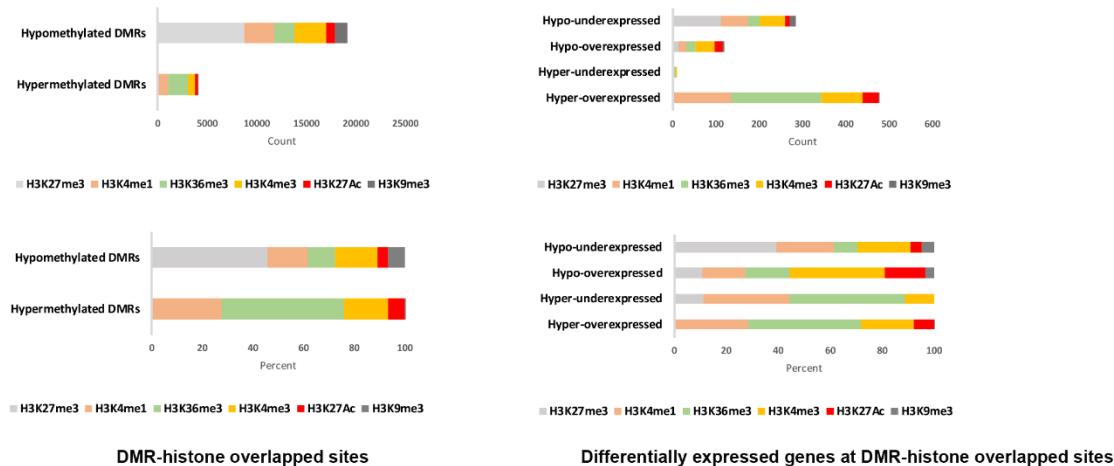 Hypomethylated DMRs
Hypermethylated DMRs
0 5000 10000 15000 20000 25000
Count
H3K27me3 H3K4me1 H3K36me3 H3K4me3 H3K27Ac H3K9me3
Hypo-underexpressed
Hypo-overexpressed
Hyper-underexpressed
Hyper-overexpressed
0 100 200 300 400 500 600
Count
H3K27me3 H3K4me1 H3K36me3 H3K4me3 H3K27Ac H3K9me3
Hypomethylated DMRs
Hypermethylated DMRs
0 20 40 60 80 100
Percent
H3K27me3 H3K4me1 H3K36me3 H3K4me3 H3K27Ac H3K9me3
DMR-histone overlapped sites
Hypo-underexpressed
Hypo-overexpressed
Hyper-underexpressed
Hyper-overexpressed
0 20 40 60 80 100
Percent
H3K27me3 H3K4me1 H3K36me3 H3K4me3 H3K27Ac H3K9me3
Differentially expressed genes at DMR-histone overlapped sites